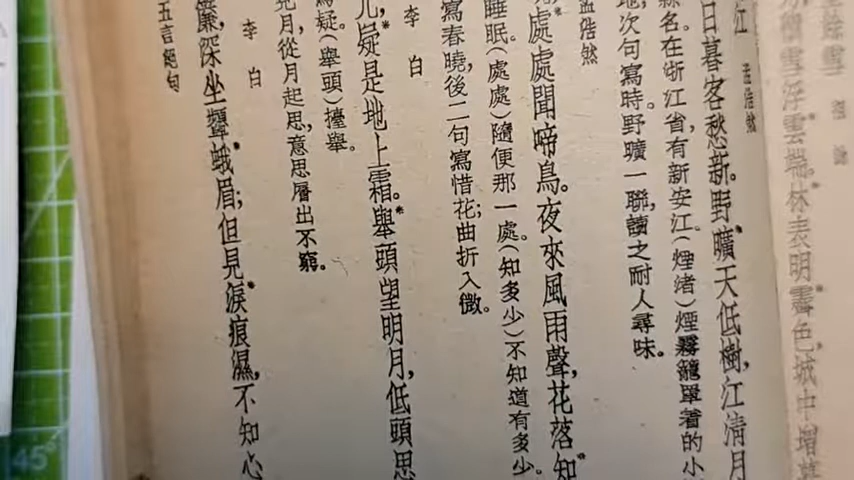 餘雪
雪浮雲端。林表明霽色，城中增暮
江 孟浩然
日暮客愁新。野曠天低樹，江清月
縣名。在浙江省，有新安江。(煙渚)煙霧籠罩着的小
地，次句寫時。野曠一聯，讀之耐人尋味。
孟浩然
處處聞啼鳥。夜來風雨聲，花落知
睡眠。(處處)隨便那一處。(知多少)不知道有多少。
寫春曉，後二句寫惜花；曲折入微。
李白
疑是地上霜。舉頭望明月，低頭思
疑。(舉頭)擡舉。
月，從月起思，意思層出不窮。
李白
簾，深坐顰蛾眉；但見淚痕濕，不知心
五言絕句
45